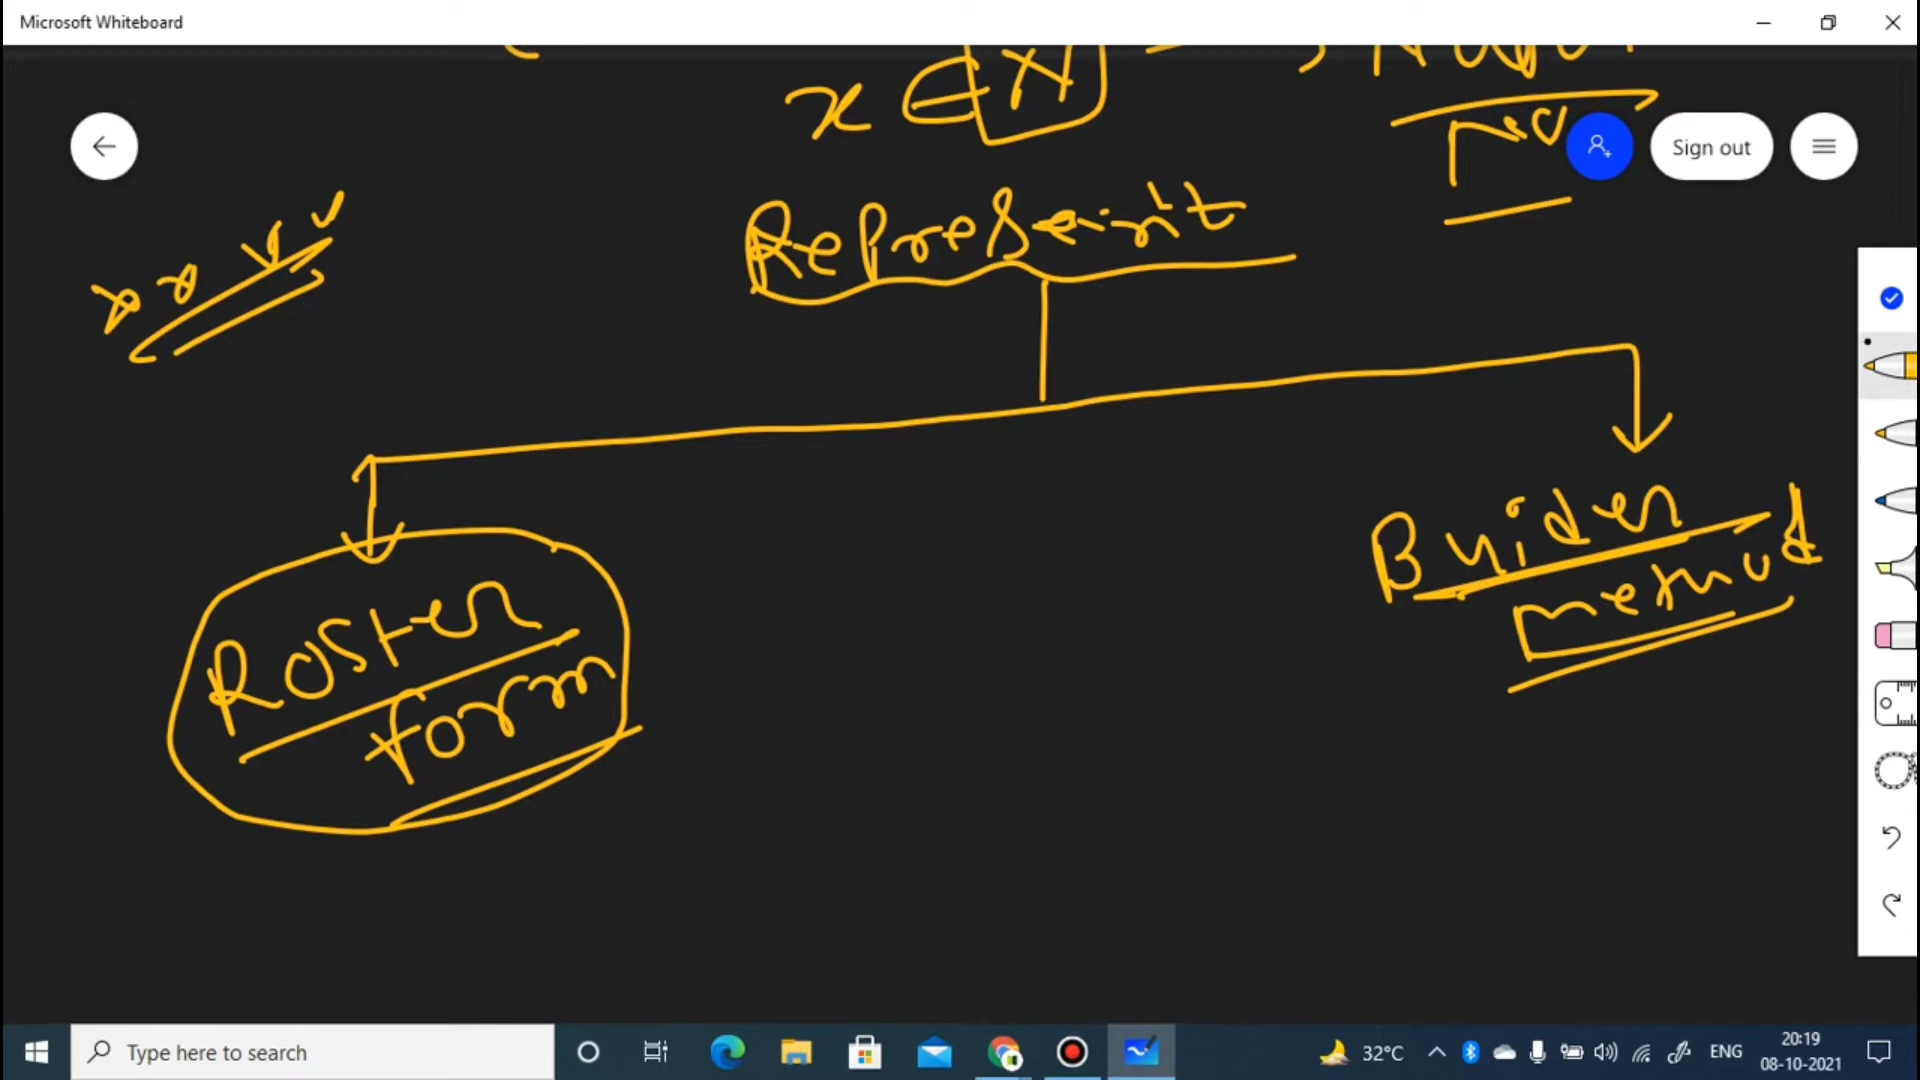 Microsoft Whiteboard
x ∈ N
Represent
Sign out
Roster
form
Buider
method
Type here to search
32°C
ENG
20:19
08-10-2021